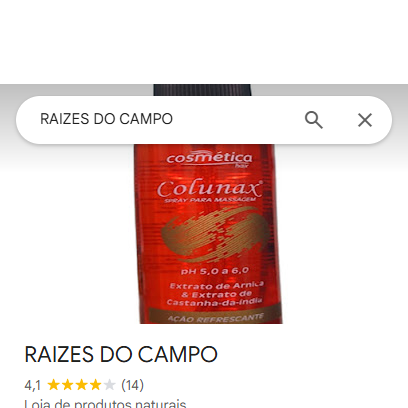 RAIZES DO CAMPO
cosmética
Colunax
SPRAY PARA MASSAGEM
pH 5,0 a 6,0
Extrato de Arnica
& Extrato de
Castanha-da-índia
AÇÃO REFRESCANTE
RAIZES DO CAMPO
4,1 (14)
Loja de produtos naturais